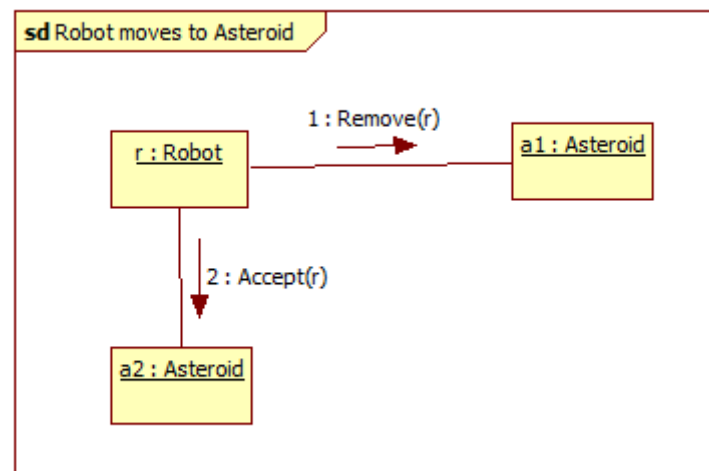 sd Robot moves to Asteroid
1 : Remove(r)
r : Robot
a1 : Asteroid
2 : Accept(r)
a2 : Asteroid